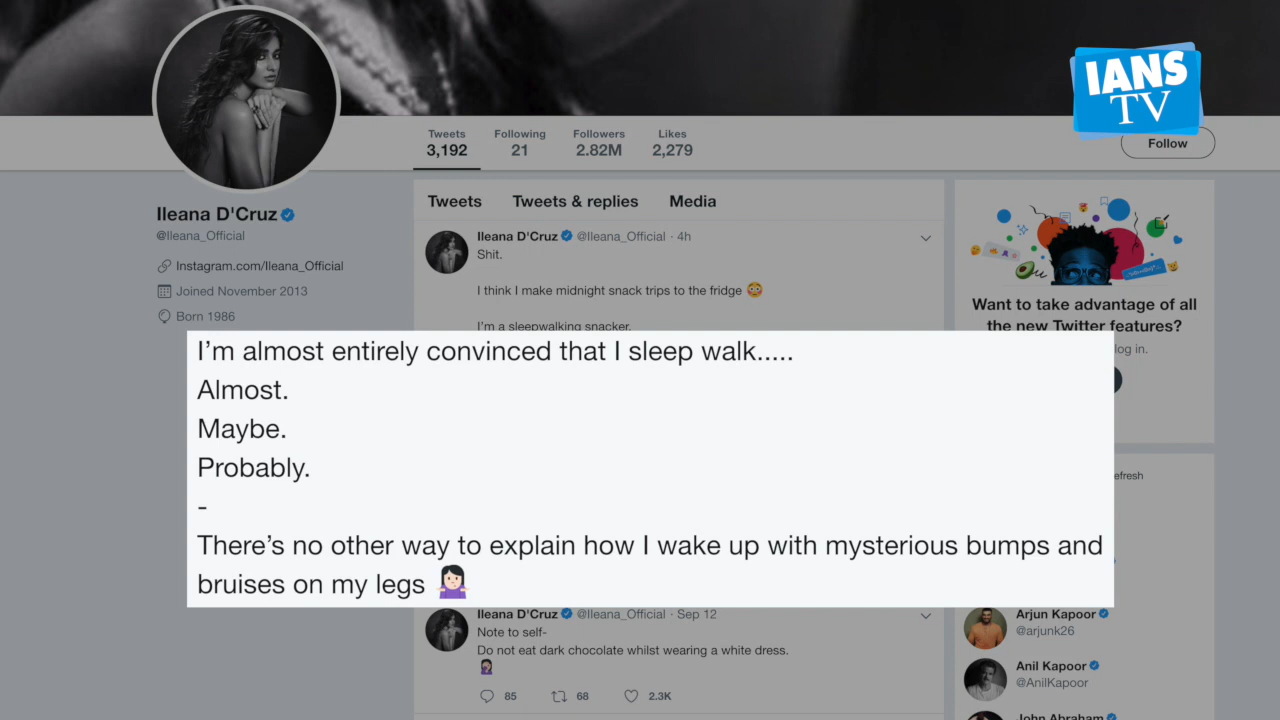 IANS
TV
Tweets Following Followers Likes
3,192 21 2.82M 2,279
Follow
Ileana D'Cruz
@Ileana_Official
Instagram.com/Ileana_Official
Joined November 2013
Born 1986
Tweets Tweets & replies Media
Ileana D'Cruz @Ileana_Official · 4h
Shit.
I think I make midnight snack trips to the fridge 😳
I'm a sleepwalking snacker.
Want to take advantage of all
the new Twitter features?
log in.
I’m almost entirely convinced that I sleep walk.....
Almost.
Maybe.
Probably.
-
There’s no other way to explain how I wake up with mysterious bumps and
bruises on my legs 🤷🏻‍♀️
efresh
Ileana D'Cruz @Ileana_Official · Sep 12
Note to self-
Do not eat dark chocolate whilst wearing a white dress.
85 68 2.3K
Arjun Kapoor
@arjunk26
Anil Kapoor
@AnilKapoor
John Abraham